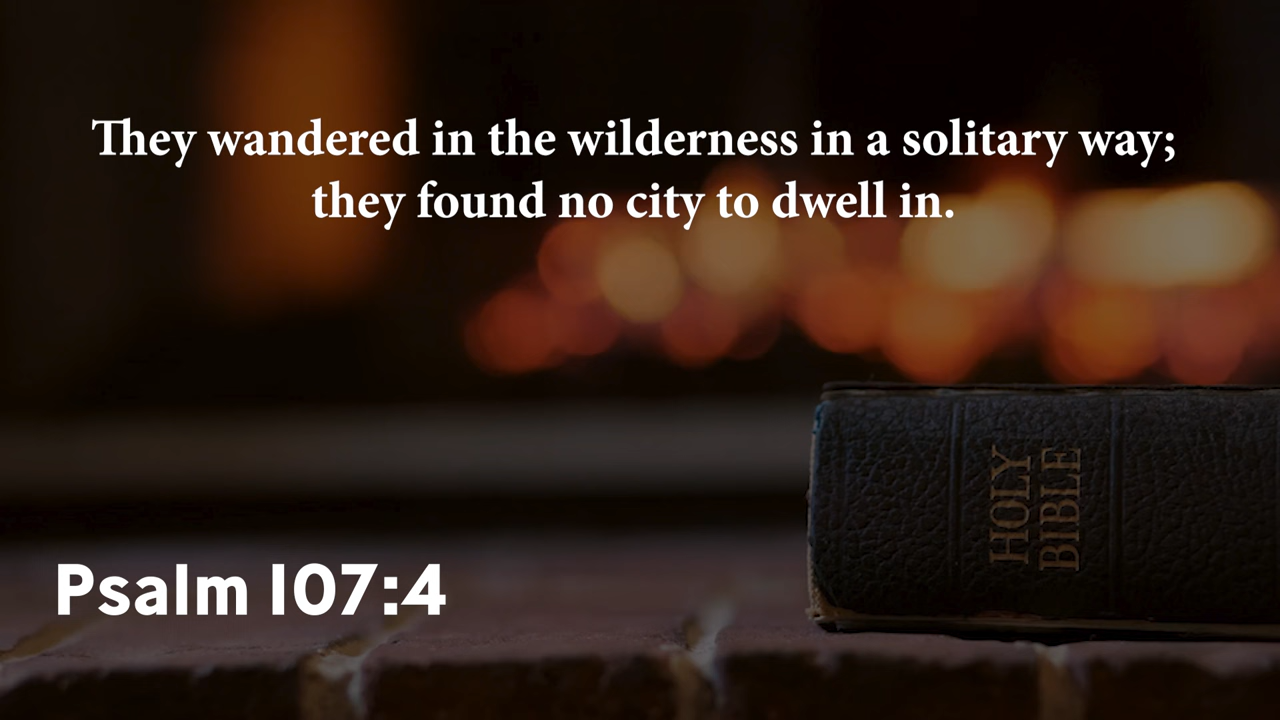 They wandered in the wilderness in a solitary way;
they found no city to dwell in.
HOLY
BIBLE
Psalm 107:4